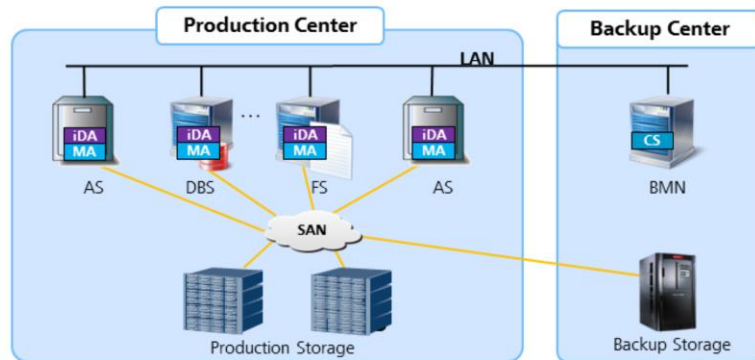 Production Center
Backup Center
LAN
iDA
MA
iDA
MA
...
iDA
MA
iDA
MA
CS
AS
DBS
FS
AS
BMN
SAN
Production Storage
Backup Storage